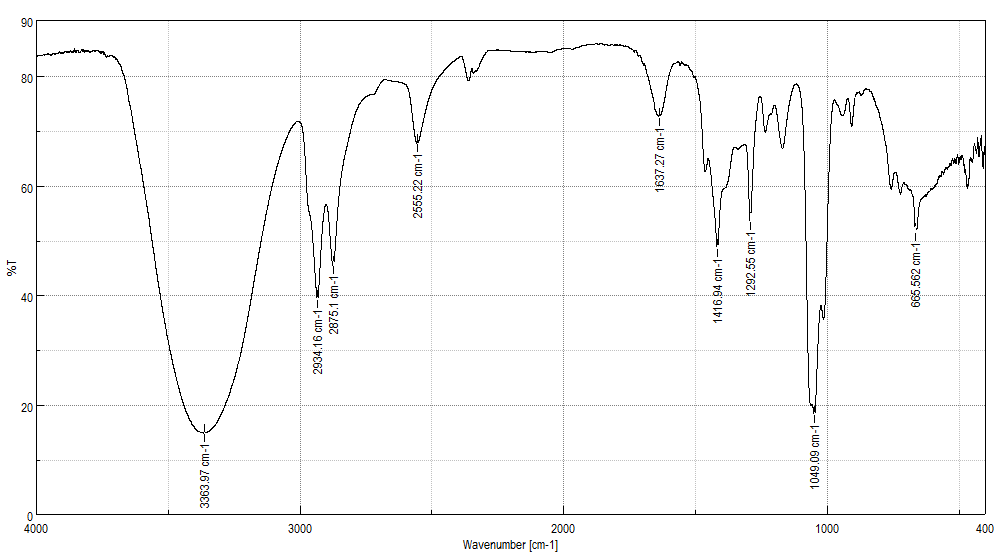 90
80
60
%T
40
20
0
4000
3000
2000
1000
400
Wavenumber [cm-1]
3363.97 cm-1
2934.16 cm-1
2875.1 cm-1
2555.22 cm-1
1637.27 cm-1
1416.94 cm-1
1292.55 cm-1
1049.09 cm-1
665.562 cm-1